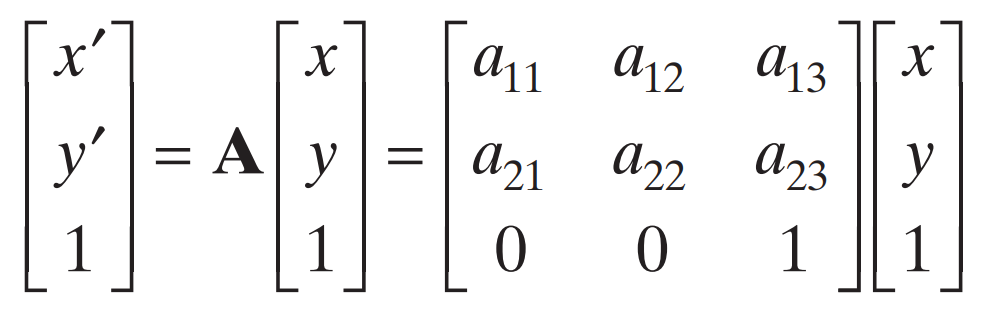 [x′ y′ 1] = A [x y 1] = [a₁₁ a₁₂ a₁₃; a₂₁ a₂₂ a₂₃; 0 0 1] [x y 1]